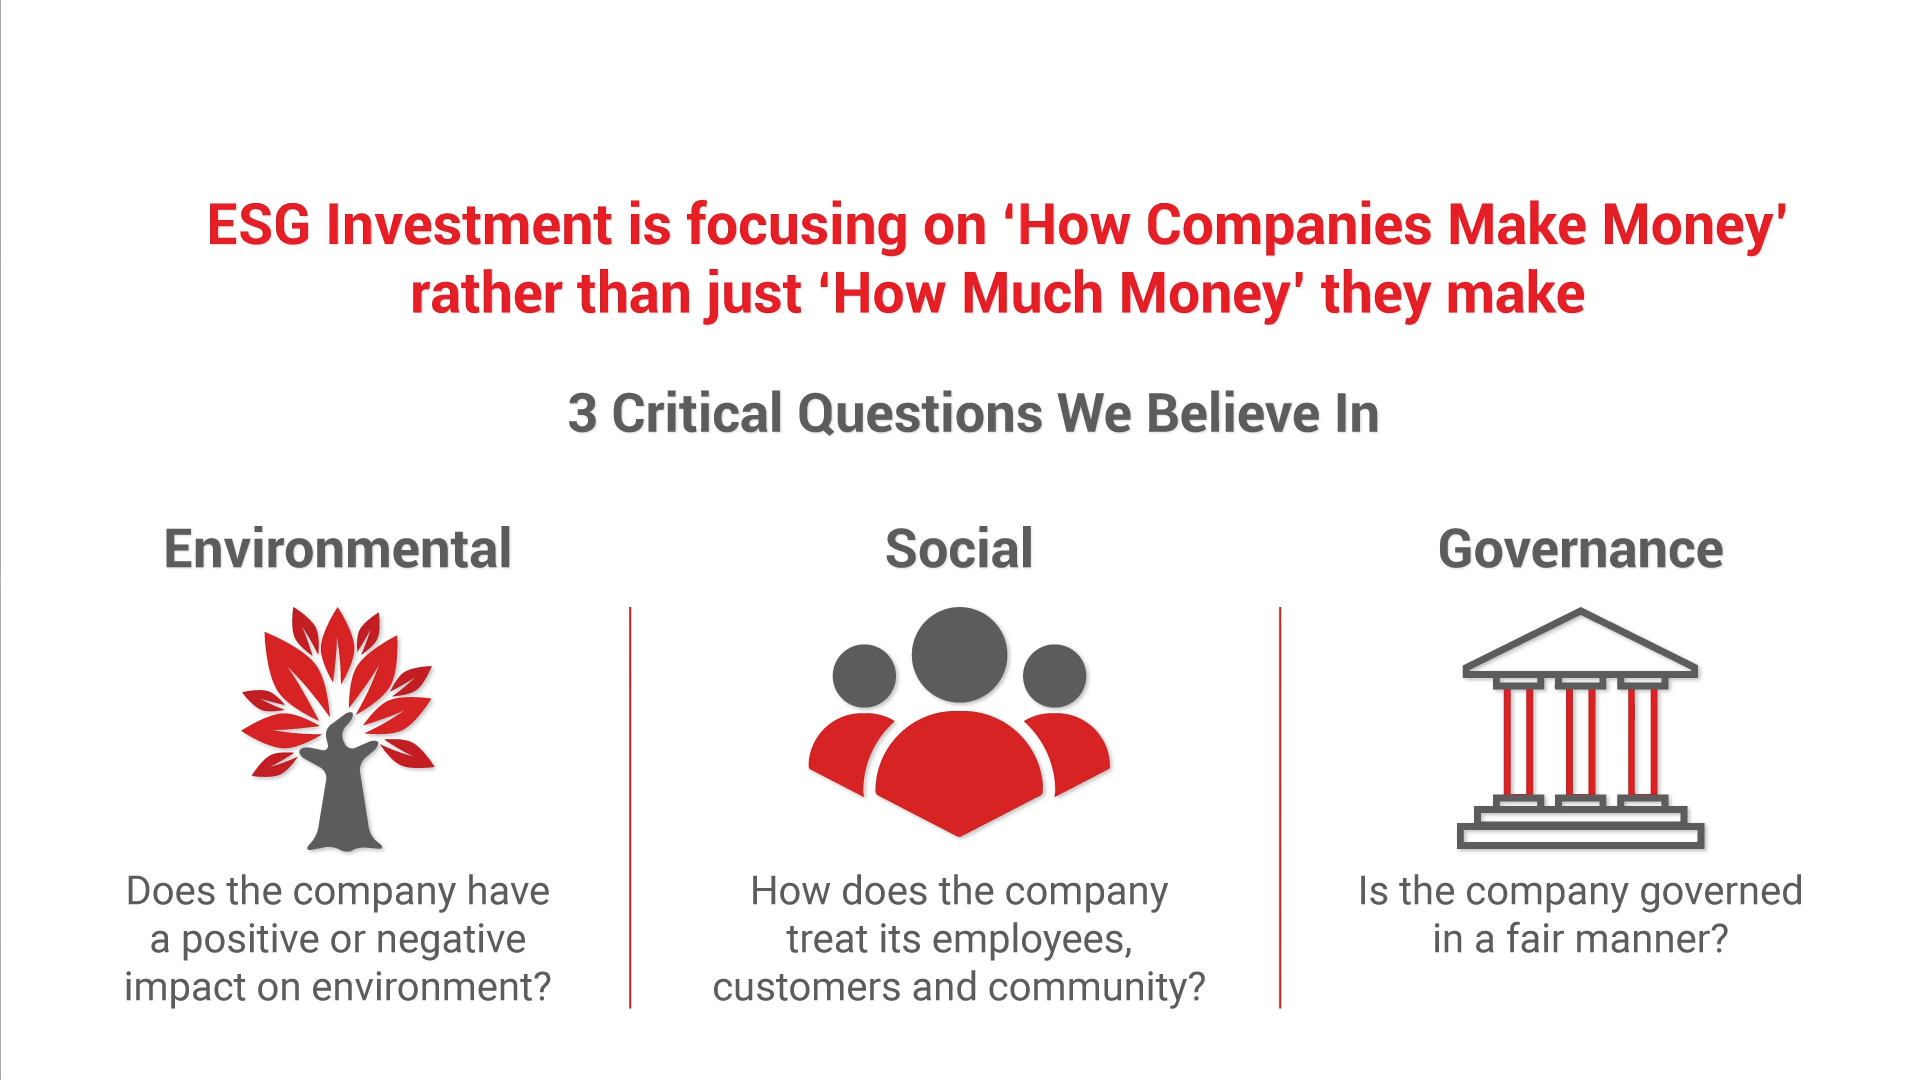 ESG Investment is focusing on ‘How Companies Make Money’
rather than just ‘How Much Money’ they make
3 Critical Questions We Believe In
Environmental
Does the company have
a positive or negative
impact on environment?
Social
How does the company
treat its employees,
customers and community?
Governance
Is the company governed
in a fair manner?